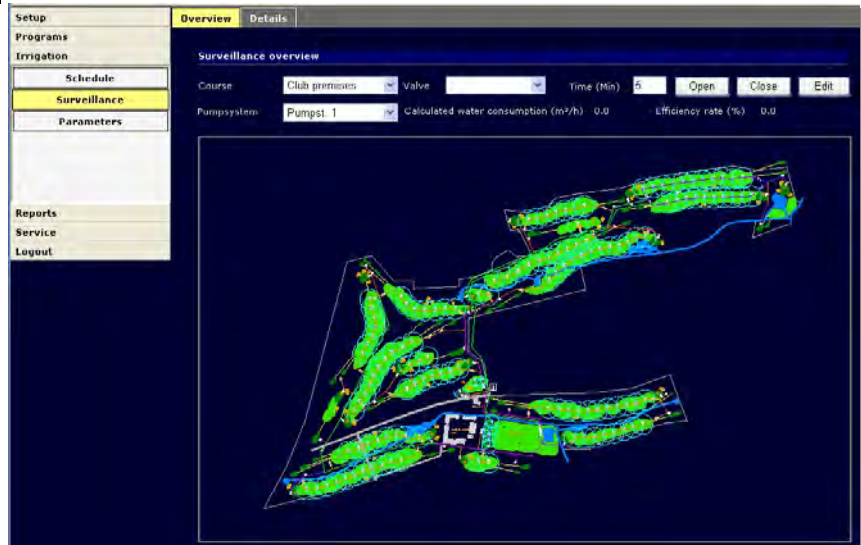 Setup
Programs
Irrigation
Schedule
Surveillance
Parameters
Reports
Service
Logout
Overview Details
Surveillance overview
Course Club premises Valve Time (Min) 5 Open Close Edit
Pumpsystem Pumpst. 1 Calculated water consumption (m³/h) 0.0 Efficiency rate (%) 0.0